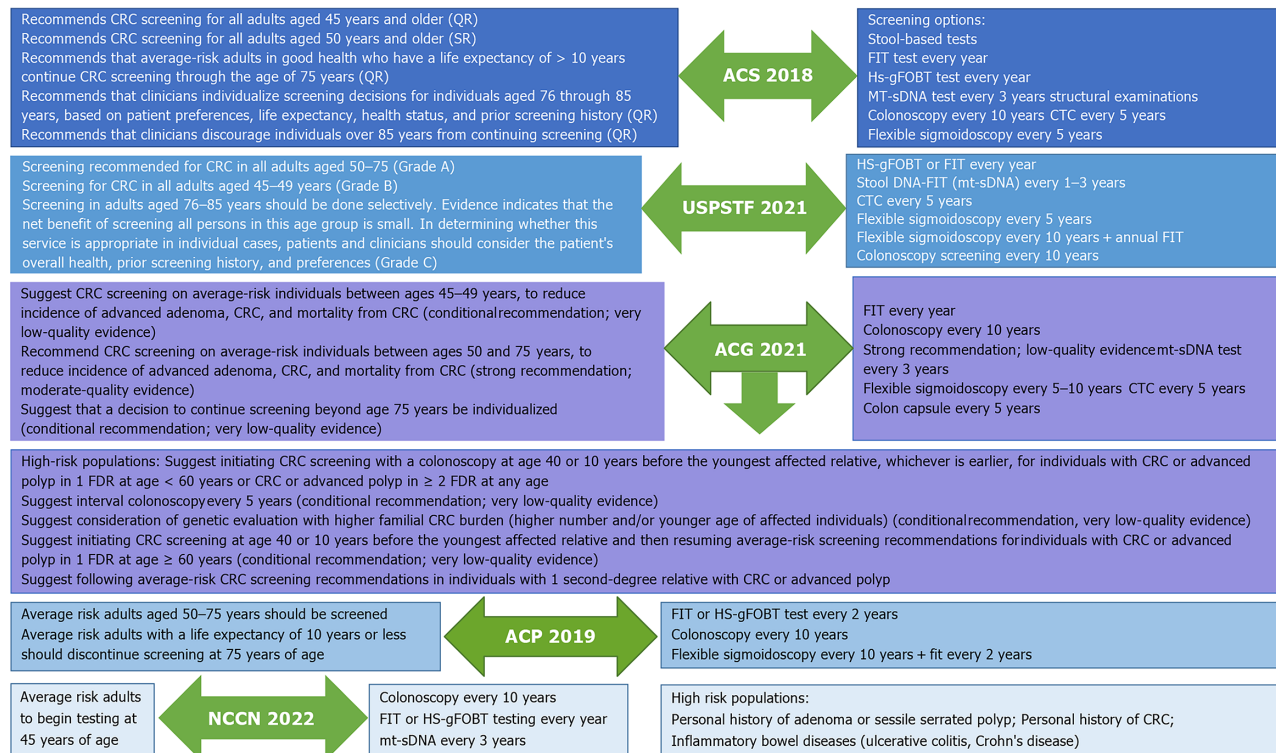 Recommends CRC screening for all adults aged 45 years and older (QR)
Recommends CRC screening for all adults aged 50 years and older (SR)
Recommends that average-risk adults in good health who have a life expectancy of > 10 years
continue CRC screening through the age of 75 years (QR)
Recommends that clinicians individualize screening decisions for individuals aged 76 through 85
years, based on patient preferences, life expectancy, health status, and prior screening history (QR)
Recommends that clinicians discourage individuals over 85 years from continuing screening (QR)
ACS 2018
Screening options:
Stool-based tests
FIT test every year
Hs-gFOBT test every year
MT-sDNA test every 3 years structural examinations
Colonoscopy every 10 years CTC every 5 years
Flexible sigmoidoscopy every 5 years
Screening recommended for CRC in all adults aged 50–75 (Grade A)
Screening for CRC in all adults aged 45–49 years (Grade B)
Screening in adults aged 76–85 years should be done selectively. Evidence indicates that the
net benefit of screening all persons in this age group is small. In determining whether this
service is appropriate in individual cases, patients and clinicians should consider the patient's
overall health, prior screening history, and preferences (Grade C)
USPSTF 2021
HS-gFOBT or FIT every year
Stool DNA-FIT (mt-sDNA) every 1–3 years
CTC every 5 years
Flexible sigmoidoscopy every 5 years
Flexible sigmoidoscopy every 10 years + annual FIT
Colonoscopy screening every 10 years
Suggest CRC screening on average-risk individuals between ages 45–49 years, to reduce
incidence of advanced adenoma, CRC, and mortality from CRC (conditionalrecommendation; very
low-quality evidence)
Recommend CRC screening on average-risk individuals between ages 50 and 75 years, to
reduce incidence of advanced adenoma, CRC, and mortality from CRC (strong recommendation;
moderate-quality evidence)
Suggest that a decision to continue screening beyond age 75 years be individualized
(conditional recommendation; very low-quality evidence)
ACG 2021
FIT every year
Colonoscopy every 10 years
Strong recommendation; low-quality evidencemt-sDNA test
every 3 years
Flexible sigmoidoscopy every 5–10 years CTC every 5 years
Colon capsule every 5 years
High-risk populations: Suggest initiating CRC screening with a colonoscopy at age 40 or 10 years before the youngest affected relative, whichever is earlier, for individuals with CRC or advanced
polyp in 1 FDR at age < 60 years or CRC or advanced polyp in ≥ 2 FDR at any age
Suggest interval colonoscopyevery 5 years (conditional recommendation; very low-quality evidence)
Suggest consideration of genetic evaluation with higher familial CRC burden (higher number and/or younger age of affected individuals) (conditionalrecommendation, very low-quality evidence)
Suggest initiating CRC screening at age 40 or 10 years before the youngest affected relative and then resuming average-risk screening recommendations forindividuals with CRC or advanced
polyp in 1 FDR at age ≥ 60 years (conditional recommendation; very low-quality evidence)
Suggest following average-risk CRC screening recommendations in individuals with 1 second-degree relative with CRC or advanced polyp
Average risk adults aged 50–75 years should be screened
Average risk adults with a life expectancy of 10 years or less
should discontinue screening at 75 years of age
ACP 2019
FIT or HS-gFOBT test every 2 years
Colonoscopy every 10 years
Flexible sigmoidoscopy every 10 years + fit every 2 years
Average risk adults
to begin testing at
45 years of age
NCCN 2022
Colonoscopy every 10 years
FIT or HS-gFOBT testing every year
mt-sDNA every 3 years
High risk populations:
Personal history of adenoma or sessile serrated polyp; Personal history of CRC;
Inflammatory bowel diseases (ulcerative colitis, Crohn's disease)